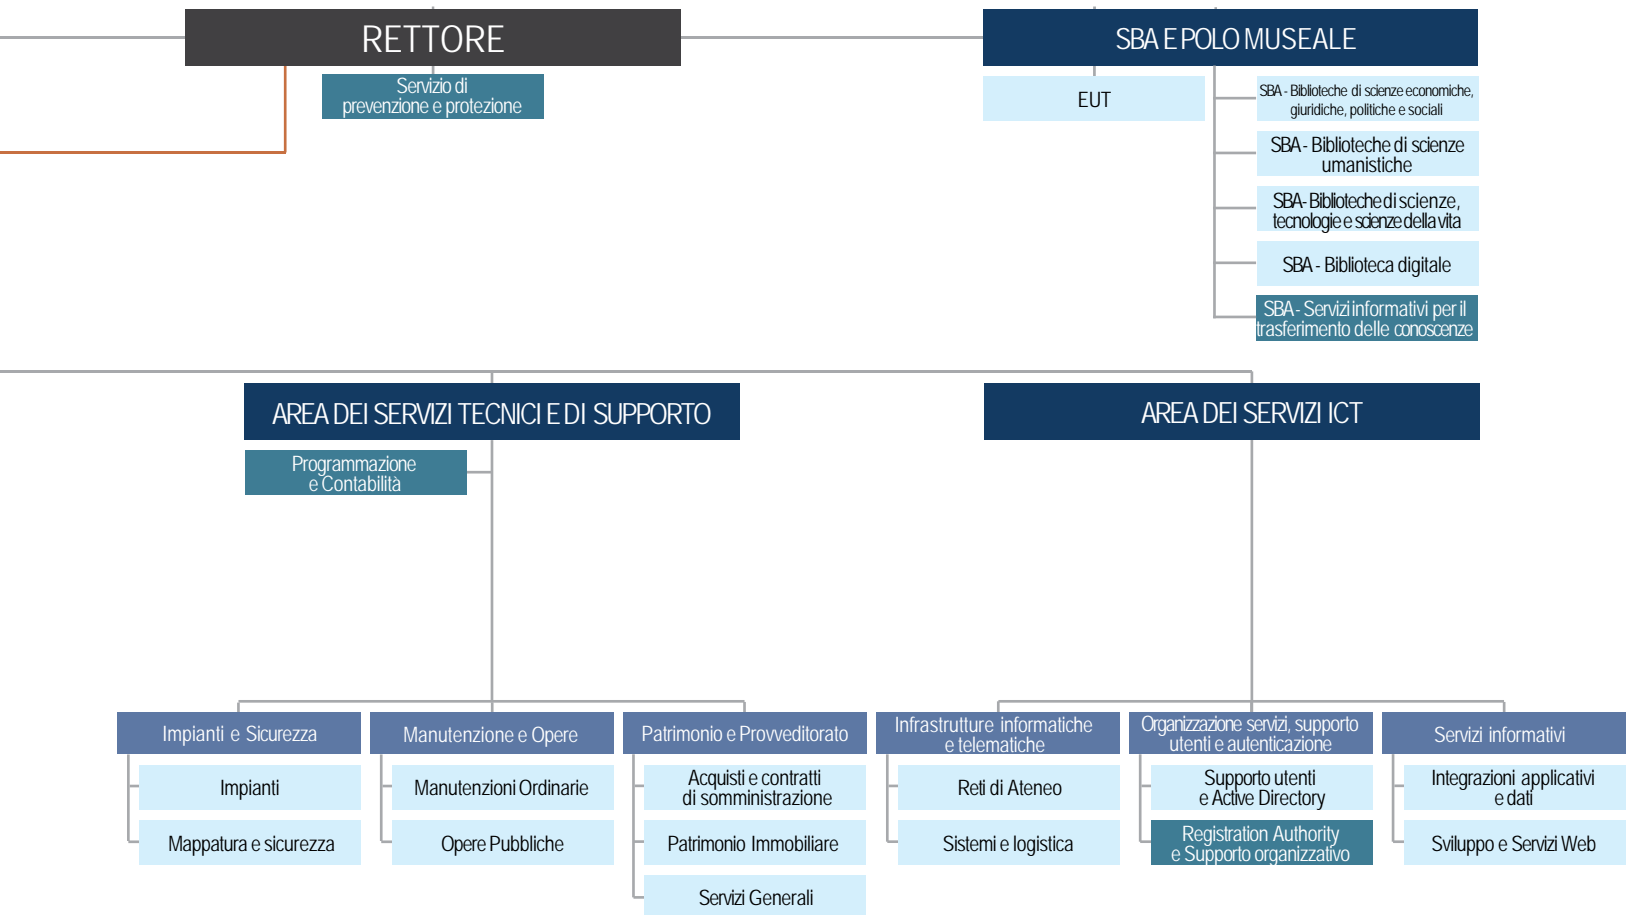 RETTORE
Servizio di
prevenzione e protezione
SBA E POLO MUSEALE
EUT
SBA - Biblioteche di scienze economiche,
giuridiche, politiche e sociali
SBA - Biblioteche di scienze
umanistiche
SBA - Biblioteche di scienze,
tecnologie e scienze della vita
SBA - Biblioteca digitale
SBA - Servizi informativi per il
trasferimento delle conoscenze
AREA DEI SERVIZI TECNICI E DI SUPPORTO
Programmazione
e Contabilità
AREA DEI SERVIZI ICT
Impianti e Sicurezza
Impianti
Mappatura e sicurezza
Manutenzione e Opere
Manutenzioni Ordinarie
Opere Pubbliche
Patrimonio e Provveditorato
Acquisti e contratti
di somministrazione
Patrimonio Immobiliare
Servizi Generali
Infrastrutture informatiche
e telematiche
Reti di Ateneo
Sistemi e logistica
Organizzazione servizi, supporto
utenti e autenticazione
Supporto utenti
e Active Directory
Registration Authority
e Supporto organizzativo
Servizi informativi
Integrazioni applicativi
e dati
Sviluppo e Servizi Web